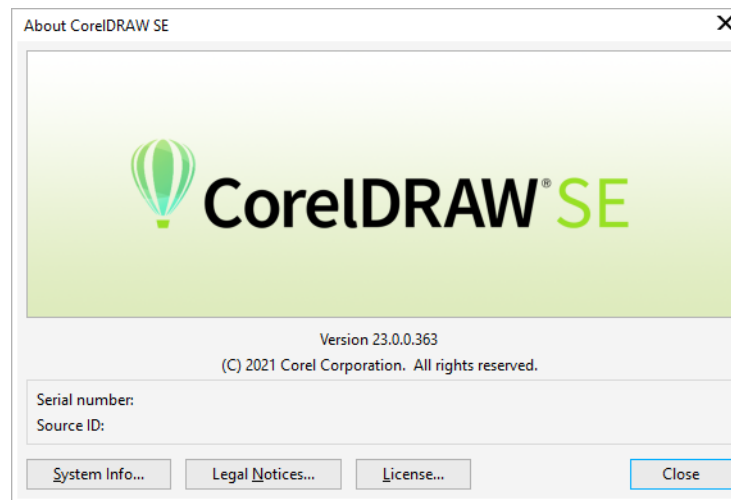 About CorelDRAW SE
CorelDRAW® SE
Version 23.0.0.363
(C) 2021 Corel Corporation. All rights reserved.
Serial number:
Source ID:
System Info...
Legal Notices...
License...
Close